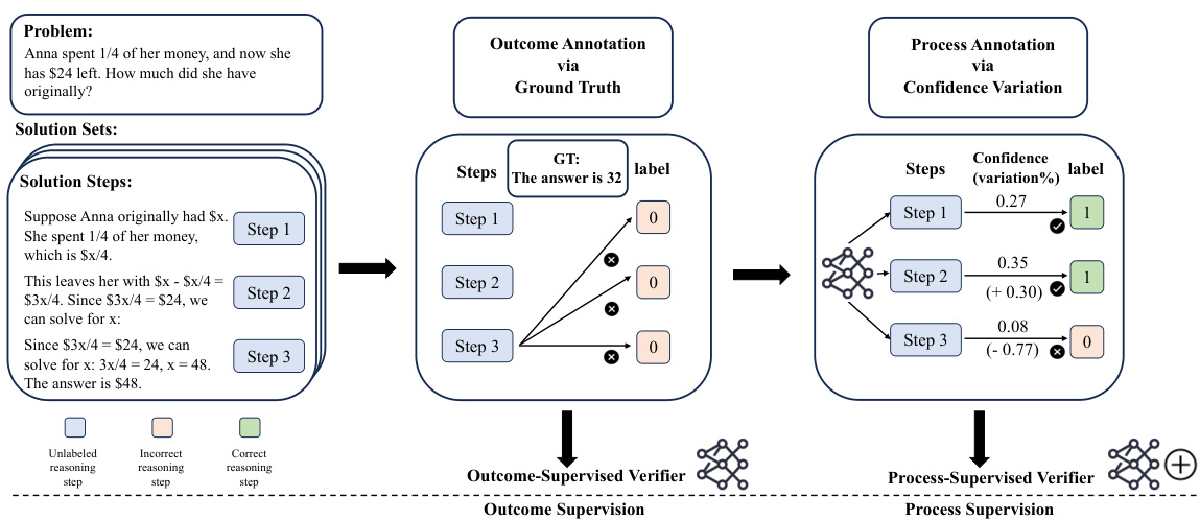 Problem:
Anna spent 1/4 of her money, and now she
has $24 left. How much did she have
originally?
Solution Sets:
Solution Steps:
Suppose Anna originally had $x.
She spent 1/4 of her money,
which is $x/4.
Step 1
This leaves her with $x - $x/4 =
$3x/4. Since $3x/4 = $24, we
can solve for x:
Step 2
Since $3x/4 = $24, we can
solve for x: 3x/4 = 24, x = 48.
The answer is $48.
Step 3
Unlabeled
reasoning
step
Incorrect
reasoning
step
Correct
reasoning
step
Outcome Annotation
via
Ground Truth
Steps
GT:
The answer is 32
label
Step 1
0
Step 2
0
Step 3
0
Outcome-Supervised Verifier
Outcome Supervision
Process Annotation
via
Confidence Variation
Steps
Confidence
(variation%)
label
Step 1
0.27
1
Step 2
0.35
(+ 0.30)
1
Step 3
0.08
(- 0.77)
0
Process-Supervised Verifier
Process Supervision